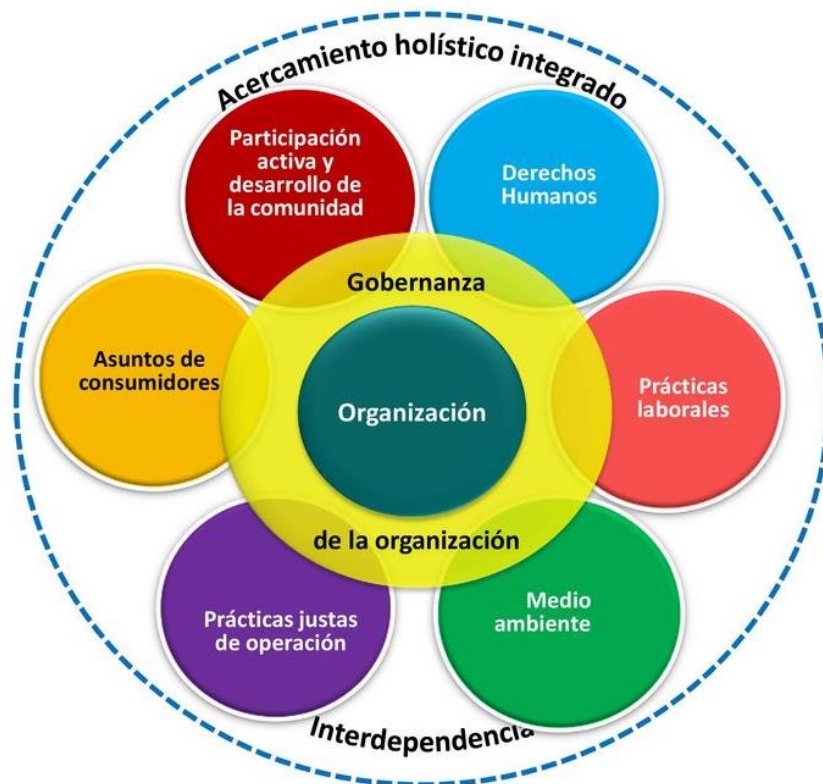 Acercamiento holístico integrado
Participación
activa y
desarrollo de
la comunidad
Derechos
Humanos
Gobernanza
Asuntos de
consumidores
Organización
Prácticas
laborales
de la organización
Prácticas justas
de operación
Medio
ambiente
Interdependencia